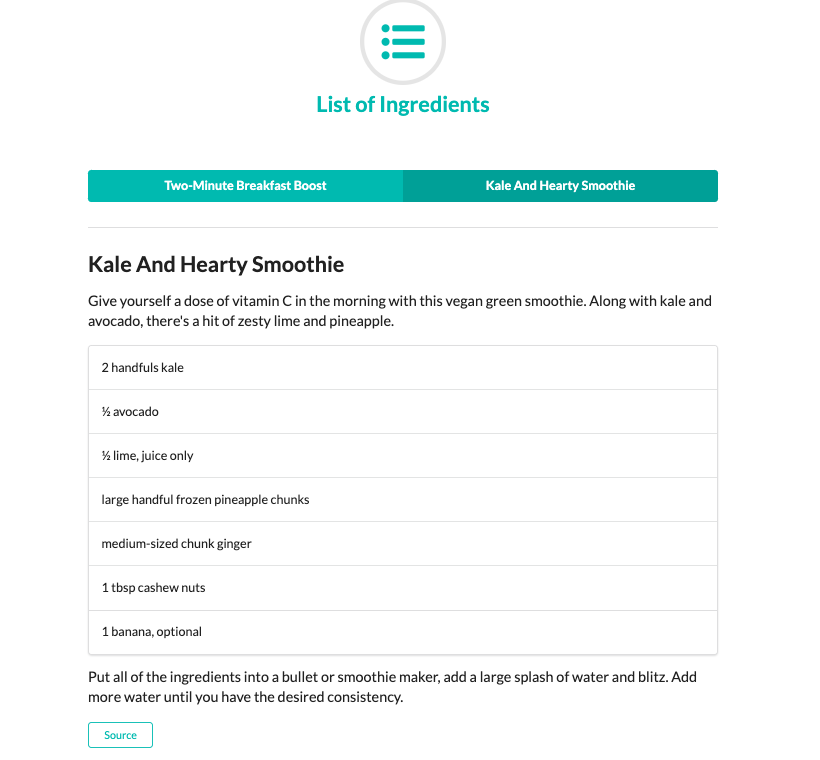 List of Ingredients
Two-Minute Breakfast Boost
Kale And Hearty Smoothie
Kale And Hearty Smoothie
Give yourself a dose of vitamin C in the morning with this vegan green smoothie. Along with kale and
avocado, there's a hit of zesty lime and pineapple.
2 handfuls kale
½ avocado
½ lime, juice only
large handful frozen pineapple chunks
medium-sized chunk ginger
1 tbsp cashew nuts
1 banana, optional
Put all of the ingredients into a bullet or smoothie maker, add a large splash of water and blitz. Add
more water until you have the desired consistency.
Source